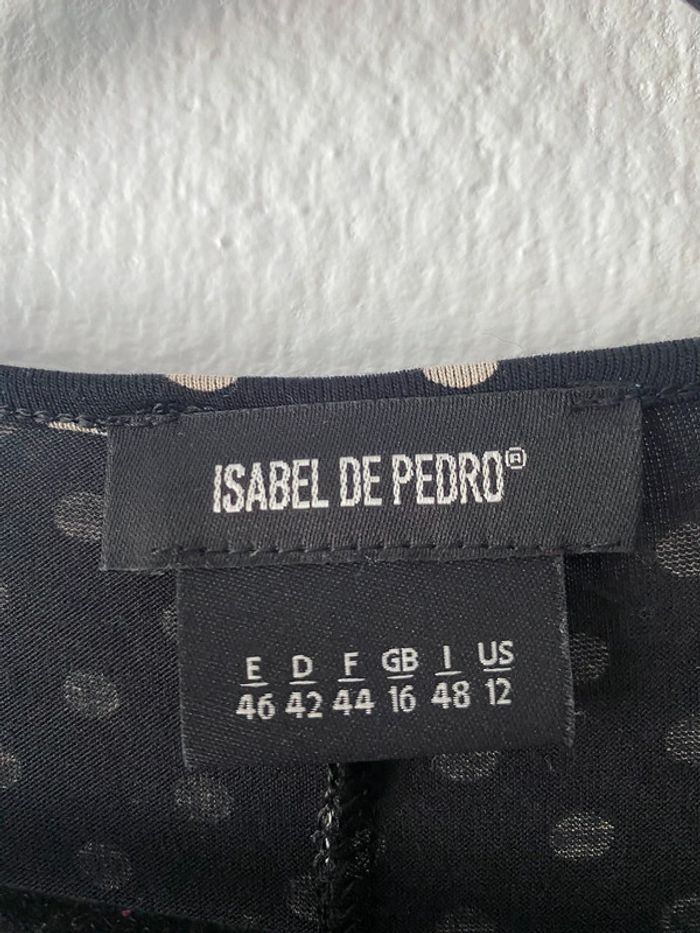 ISABEL DE PEDRO®
E D F GB I US
46 42 44 16 48 12